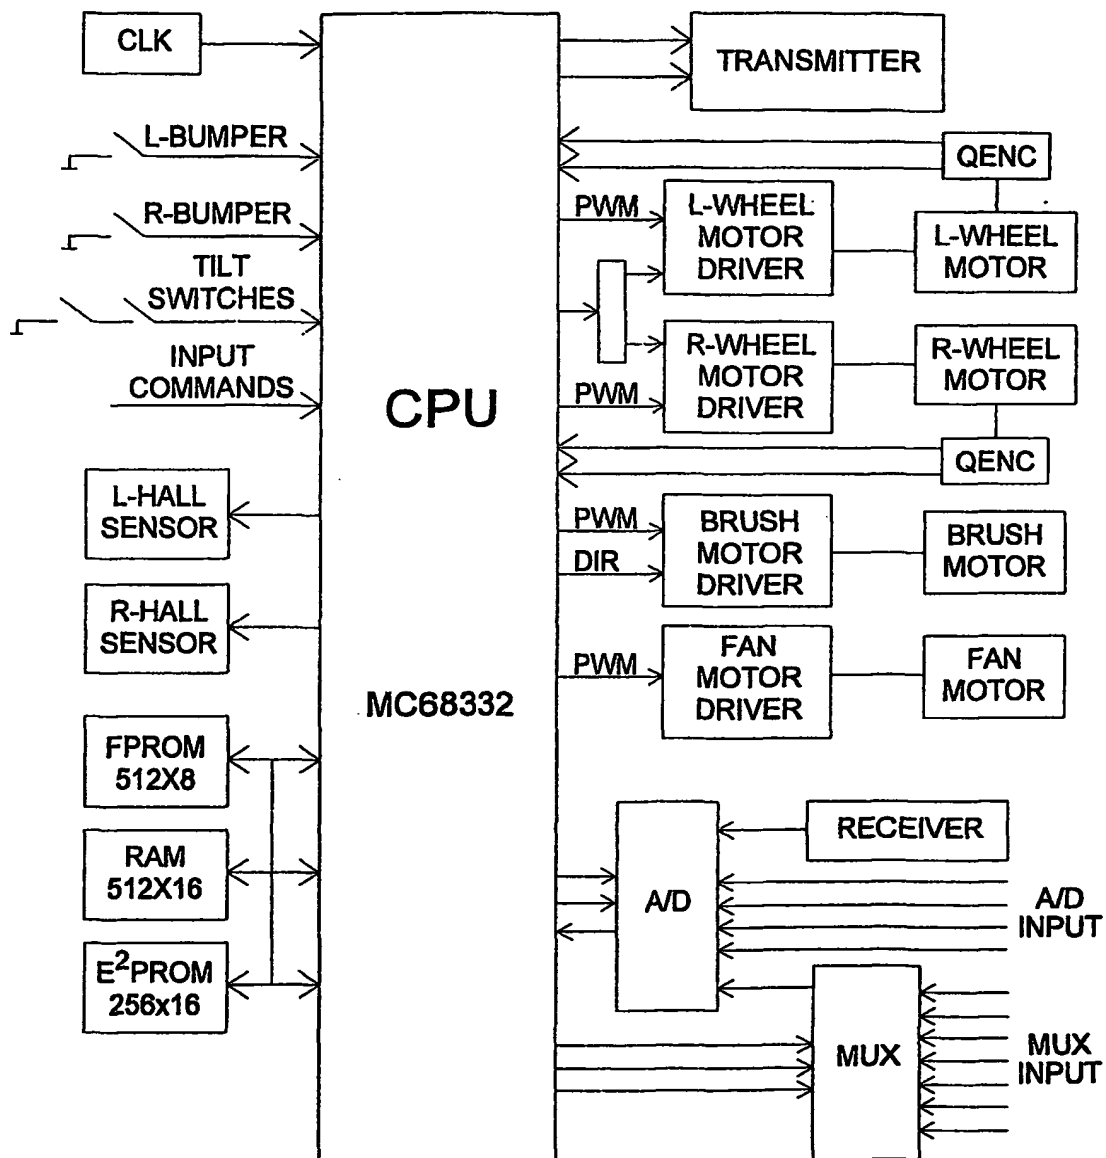 CLK
TRANSMITTER
L-BUMPER
QENC
R-BUMPER
PWM
L-WHEEL
MOTOR
DRIVER
L-WHEEL
MOTOR
TILT
SWITCHES
INPUT
COMMANDS
CPU
R-WHEEL
MOTOR
DRIVER
R-WHEEL
MOTOR
PWM
QENC
L-HALL
SENSOR
PWM
DIR
BRUSH
MOTOR
DRIVER
BRUSH
MOTOR
R-HALL
SENSOR
PWM
FAN
MOTOR
DRIVER
FAN
MOTOR
MC68332
FPROM
512X8
RECEIVER
RAM
512X16
A/D
A/D
INPUT
E²PROM
256x16
MUX
MUX
INPUT